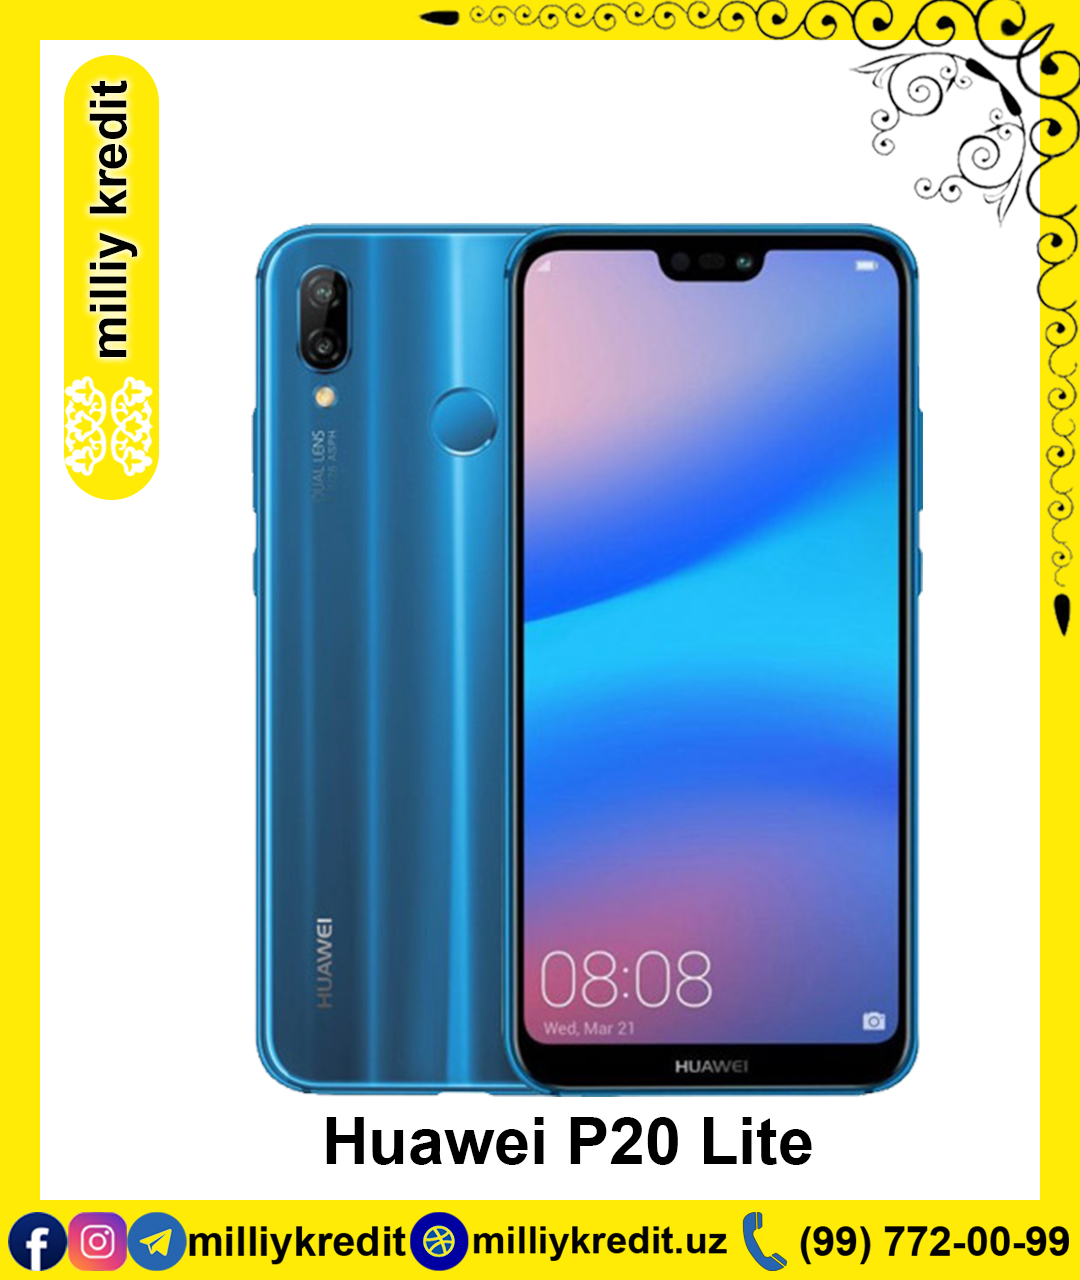 milliy kredit
DUAL LENS
HUAWEI
08:08
Wed, Mar 21
HUAWEI
Huawei P20 Lite
milliykredit milliykredit.uz (99) 772-00-99